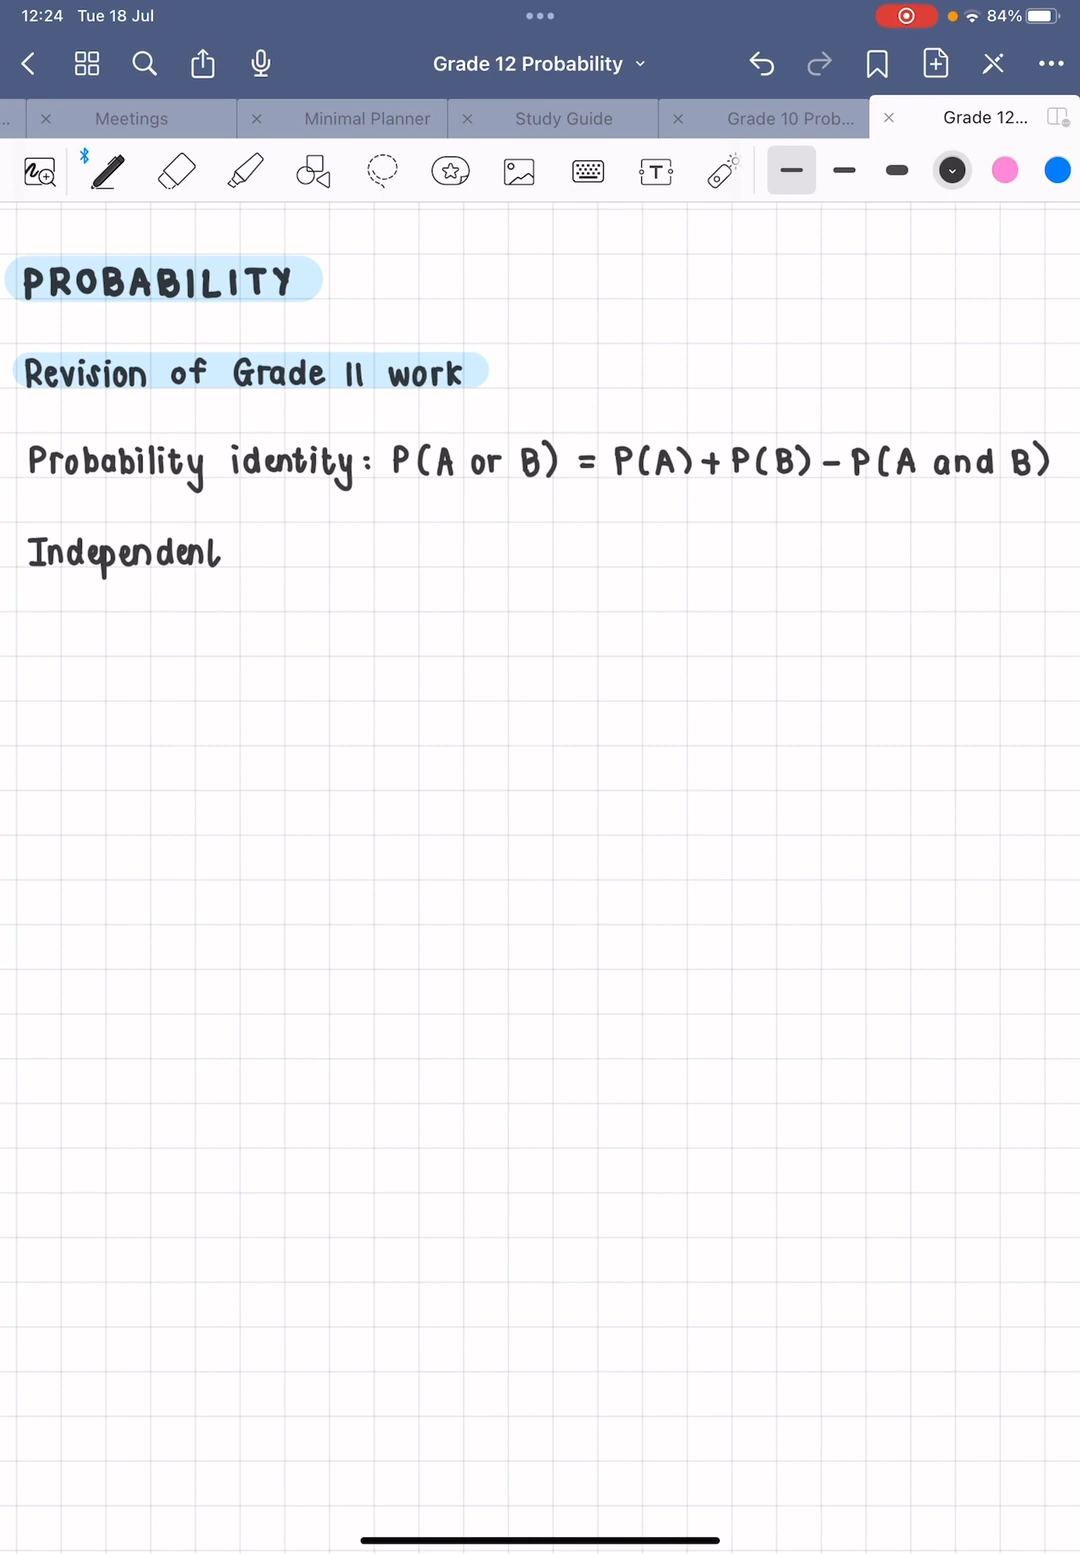 12:24 Tue 18 Jul 84%
Grade 12 Probability
... Meetings Minimal Planner Study Guide Grade 10 Prob... Grade 12...
T
PROBABILITY
Revision of Grade 11 work
Probability identity: P(A or B) = P(A) + P(B) - P(A and B)
Independent